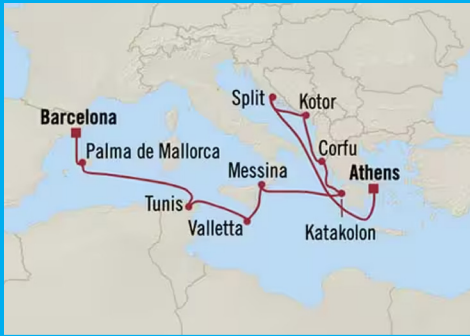 Split
Kotor
Barcelona
Corfu
Palma de Mallorca
Messina
Athens
Tunis
Valletta
Katakolon